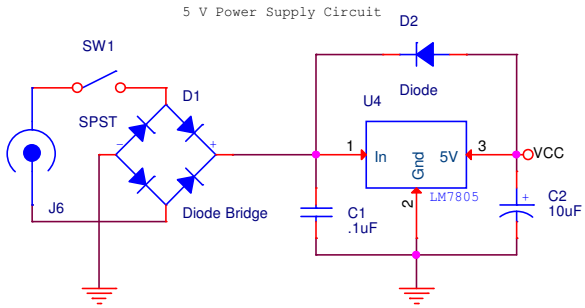 5 V Power Supply Circuit
D2
SW1
D1
Diode
U4
SPST
−
+
1
In
Gnd
5V
3
VCC
J6
Diode Bridge
2
LM7805
C1
.1uF
+
C2
10uF